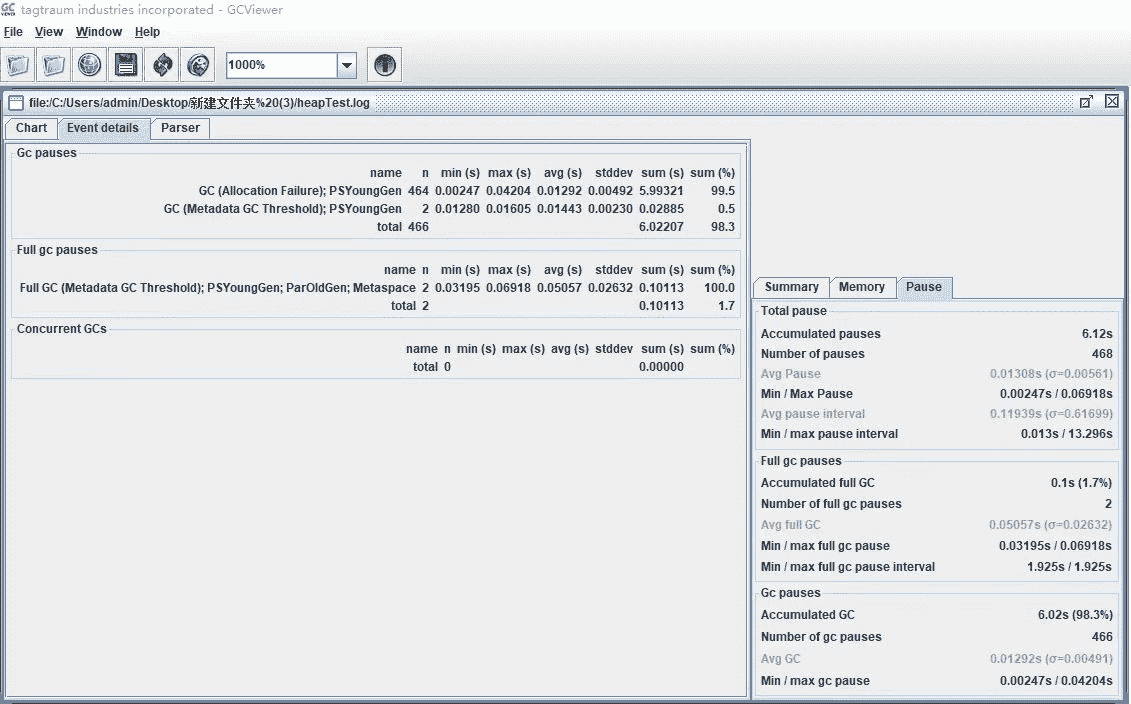 tagtraum industries incorporated - GCViewer
File View Window Help
1000%
file:/C:/Users/admin/Desktop/新建文件夹%20(3)/heapTest.log
Chart Event details Parser
Gc pauses
name n min (s) max (s) avg (s) stddev sum (s) sum (%)
GC (Allocation Failure); PSYoungGen 464 0.00247 0.04204 0.01292 0.00492 5.99321 99.5
GC (Metadata GC Threshold); PSYoungGen 2 0.01280 0.01605 0.01443 0.00230 0.02885 0.5
total 466 6.02207 98.3
Full gc pauses
name n min (s) max (s) avg (s) stddev sum (s) sum (%)
Full GC (Metadata GC Threshold); PSYoungGen; ParOldGen; Metaspace 2 0.03195 0.06918 0.05057 0.02632 0.10113 100.0
total 2 0.10113 1.7
Concurrent GCs
name n min (s) max (s) avg (s) stddev sum (s) sum (%)
total 0 0.00000
Summary Memory Pause
Total pause
Accumulated pauses 6.12s
Number of pauses 468
Avg Pause 0.01308s (σ=0.00561)
Min / Max Pause 0.00247s / 0.06918s
Avg pause interval 0.11939s (σ=0.61699)
Min / max pause interval 0.013s / 13.296s
Full gc pauses
Accumulated full GC 0.1s (1.7%)
Number of full gc pauses 2
Avg full GC 0.05057s (σ=0.02632)
Min / max full gc pause 0.03195s / 0.06918s
Min / max full gc pause interval 1.925s / 1.925s
Gc pauses
Accumulated GC 6.02s (98.3%)
Number of gc pauses 466
Avg GC 0.01292s (σ=0.00491)
Min / max gc pause 0.00247s / 0.04204s